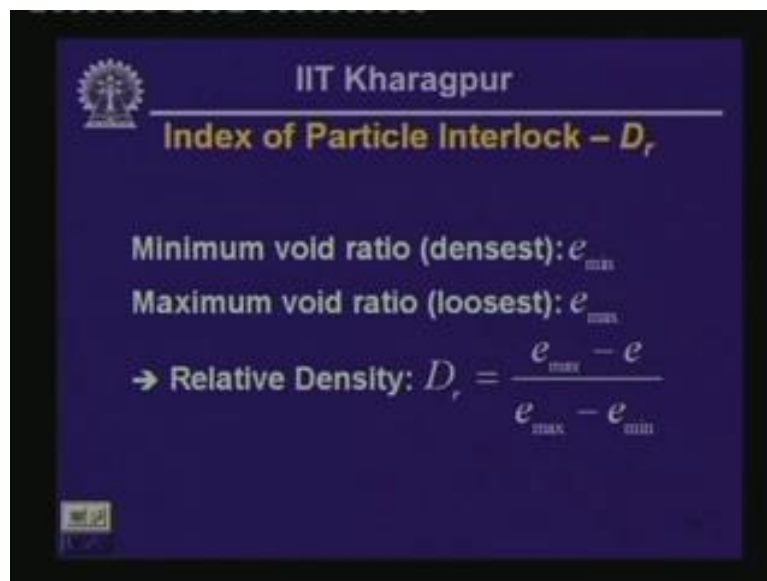 IIT Kharagpur
Index of Particle Interlock – D_r
Minimum void ratio (densest): e_min
Maximum void ratio (loosest): e_max
➔ Relative Density: D_r = (e_max − e) / (e_max − e_min)